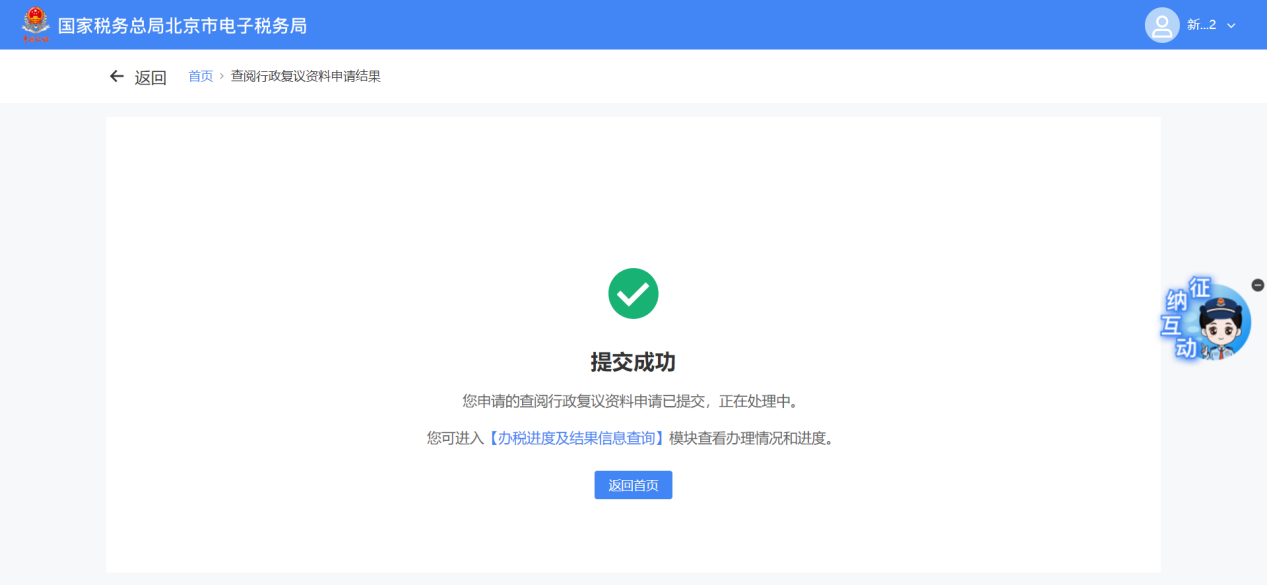 国家税务总局北京市电子税务局
新...2
返回 首页 > 查阅行政复议资料申请结果
征
纳
互
动
提交成功
您申请的查阅行政复议资料申请已提交，正在处理中。
您可进入【办税进度及结果信息查询】模块查看办理情况和进度。
返回首页